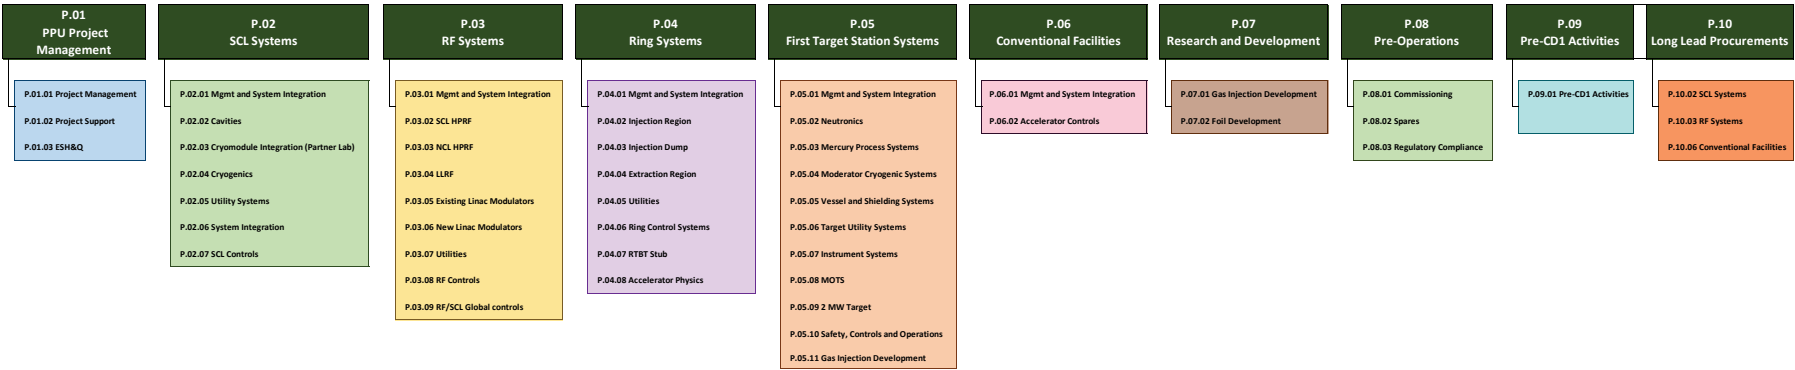 P.01
PPU Project
Management
P.01.01 Project Management
P.01.02 Project Support
P.01.03 ESH&Q
P.02
SCL Systems
P.02.01 Mgmt and System Integration
P.02.02 Cavities
P.02.03 Cryomodule Integration (Partner Lab)
P.02.04 Cryogenics
P.02.05 Utility Systems
P.02.06 System Integration
P.02.07 SCL Controls
P.03
RF Systems
P.03.01 Mgmt and System Integration
P.03.02 SCL HPRF
P.03.03 NCL HPRF
P.03.04 LLRF
P.03.05 Existing Linac Modulators
P.03.06 New Linac Modulators
P.03.07 Utilities
P.03.08 RF Controls
P.03.09 RF/SCL Global controls
P.04
Ring Systems
P.04.01 Mgmt and System Integration
P.04.02 Injection Region
P.04.03 Injection Dump
P.04.04 Extraction Region
P.04.05 Utilities
P.04.06 Ring Control Systems
P.04.07 RTBT Stub
P.04.08 Accelerator Physics
P.05
First Target Station Systems
P.05.01 Mgmt and System Integration
P.05.02 Neutronics
P.05.03 Mercury Process Systems
P.05.04 Moderator Cryogenic Systems
P.05.05 Vessel and Shielding Systems
P.05.06 Target Utility Systems
P.05.07 Instrument Systems
P.05.08 MOTS
P.05.09 2 MW Target
P.05.10 Safety, Controls and Operations
P.05.11 Gas Injection Development
P.06
Conventional Facilities
P.06.01 Mgmt and System Integration
P.06.02 Accelerator Controls
P.07
Research and Development
P.07.01 Gas Injection Development
P.07.02 Foil Development
P.08
Pre-Operations
P.08.01 Commissioning
P.08.02 Spares
P.08.03 Regulatory Compliance
P.09
Pre-CD1 Activities
P.09.01 Pre-CD1 Activities
P.10
Long Lead Procurements
P.10.02 SCL Systems
P.10.03 RF Systems
P.10.06 Conventional Facilities